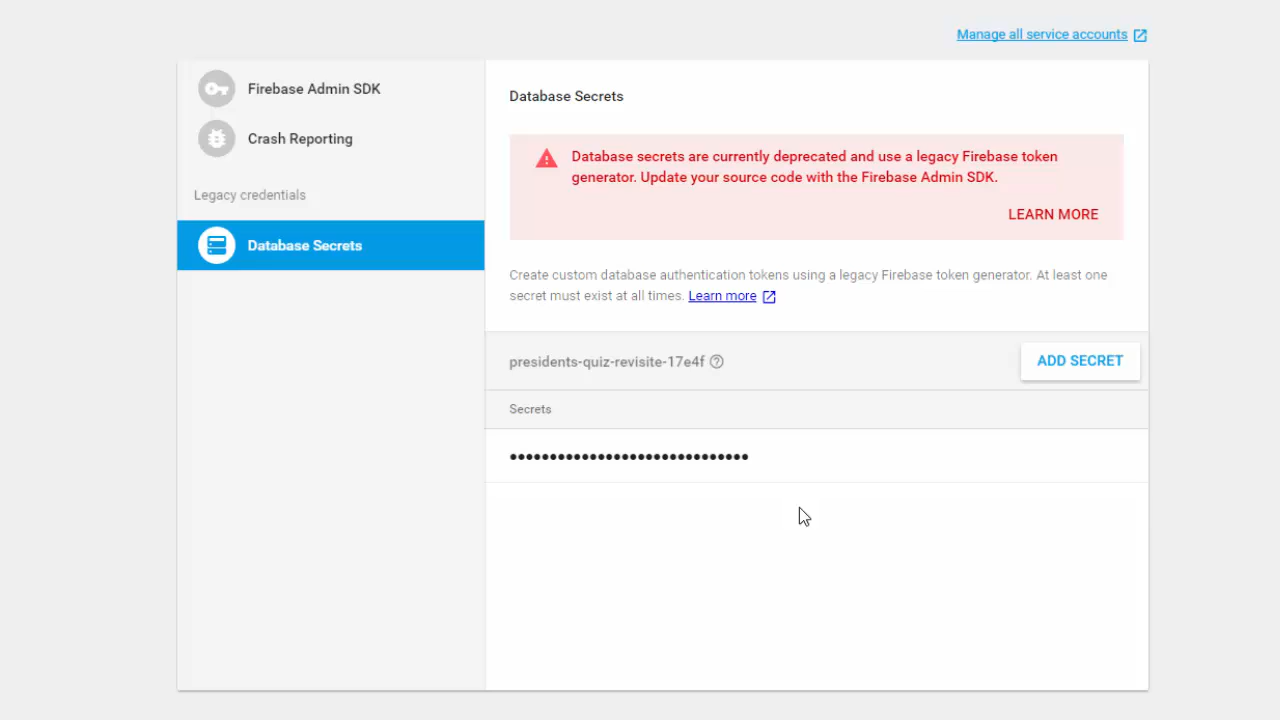 Manage all service accounts
Firebase Admin SDK
Crash Reporting
Legacy credentials
Database Secrets
Database Secrets
Database secrets are currently deprecated and use a legacy Firebase token
generator. Update your source code with the Firebase Admin SDK.
LEARN MORE
Create custom database authentication tokens using a legacy Firebase token generator. At least one
secret must exist at all times. Learn more
presidents-quiz-revisite-17e4f
ADD SECRET
Secrets
••••••••••••••••••••••••••••••